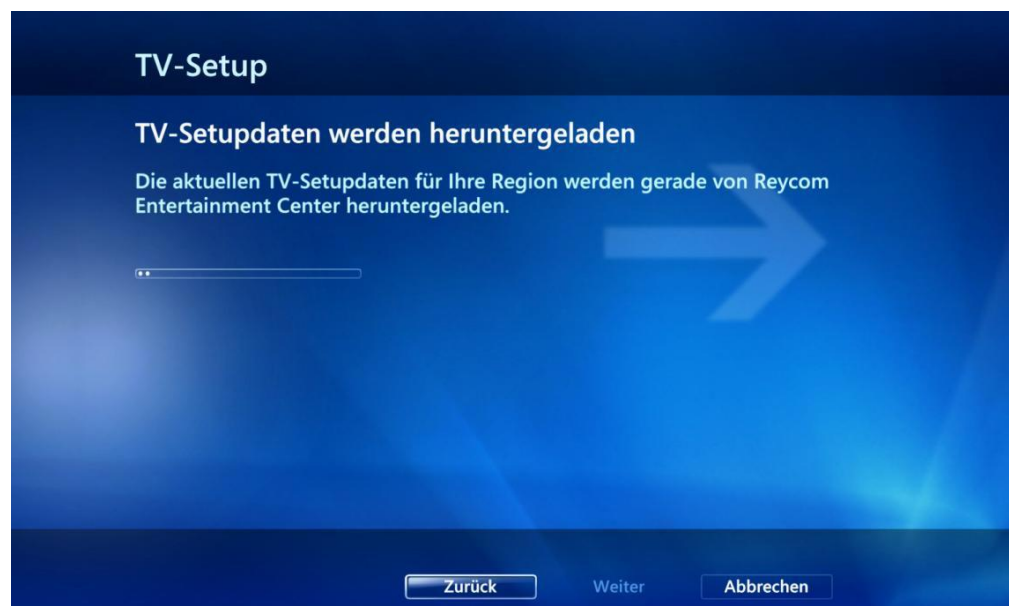 TV-Setup
TV-Setupdaten werden heruntergeladen
Die aktuellen TV-Setupdaten für Ihre Region werden gerade von Reycom
Entertainment Center heruntergeladen.
Zurück Weiter Abbrechen